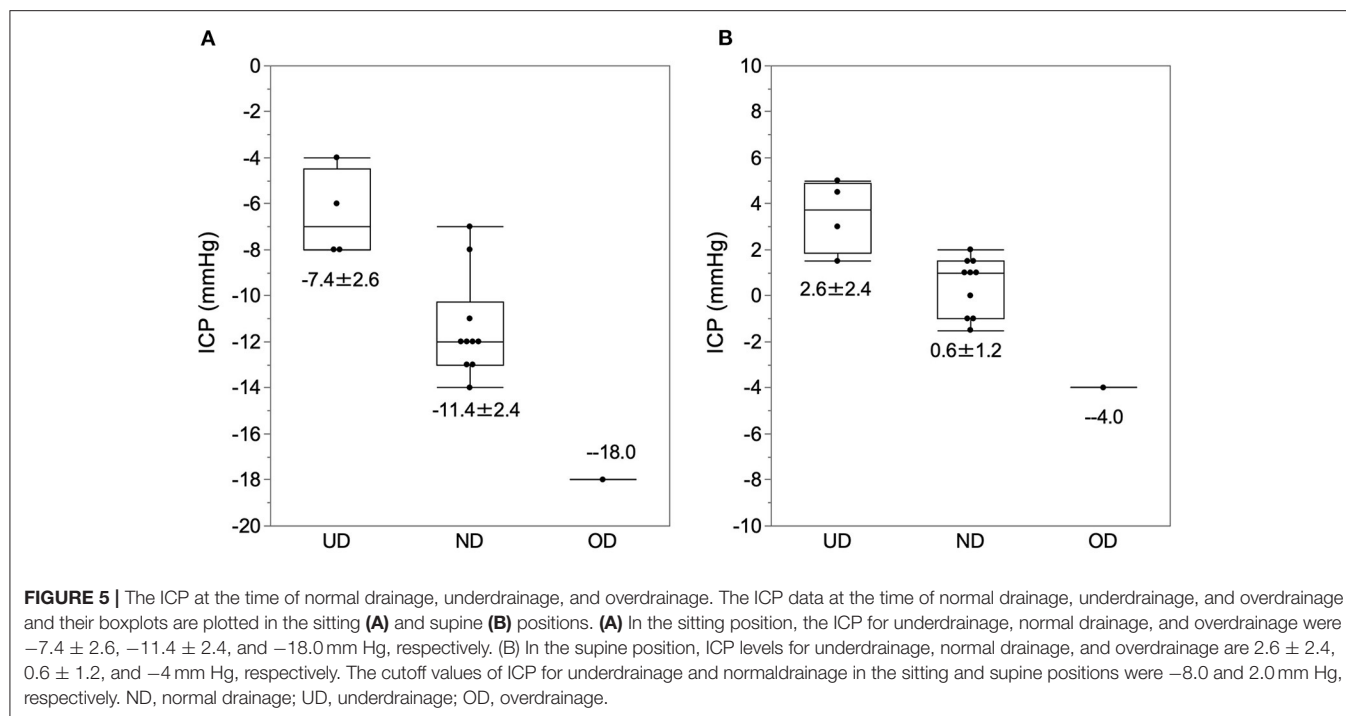 A
B
0
-2
-4
-6
-8
-10
-12
-14
-16
-18
-20
ICP (mmHg)
-7.4±2.6
-11.4±2.4
--18.0
UD ND OD
10
8
6
4
2
0
-2
-4
-6
-8
-10
ICP (mmHg)
2.6±2.4
0.6±1.2
--4.0
UD ND OD
FIGURE 5 | The ICP at the time of normal drainage, underdrainage, and overdrainage. The ICP data at the time of normal drainage, underdrainage, and overdrainage
and their boxplots are plotted in the sitting (A) and supine (B) positions. (A) In the sitting position, the ICP for underdrainage, normal drainage, and overdrainage were
−7.4 ± 2.6, −11.4 ± 2.4, and −18.0 mm Hg, respectively. (B) In the supine position, ICP levels for underdrainage, normal drainage, and overdrainage are 2.6 ± 2.4,
0.6 ± 1.2, and −4 mm Hg, respectively. The cutoff values of ICP for underdrainage and normaldrainage in the sitting and supine positions were −8.0 and 2.0 mm Hg,
respectively. ND, normal drainage; UD, underdrainage; OD, overdrainage.